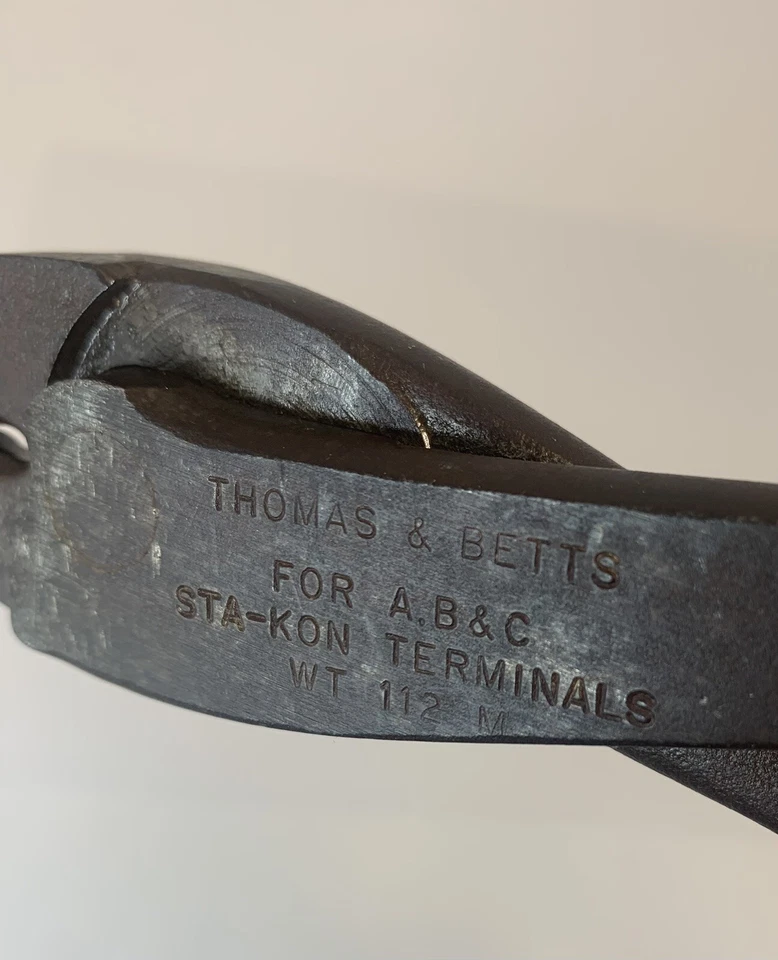 THOMAS & BETTS
FOR A.B&C
STA-KON TERMINALS
WT 112 M